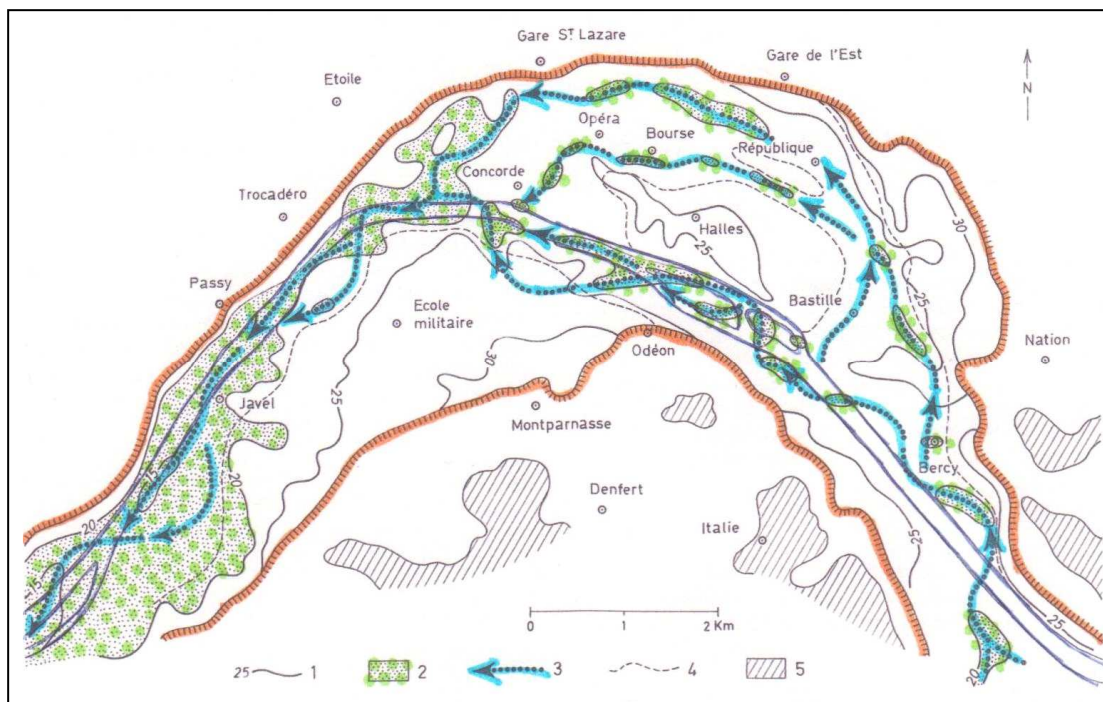 Gare St Lazare
Gare de l'Est
Etoile
N
Opéra
Bourse
République
Concorde
Trocadéro
Halles
25
30
25
Passy
Ecole
militaire
Bastille
Odéon
30
Nation
Javel
25
Montparnasse
Bercy
15
20
Denfert
Italie
25
20
25
15
0 1 2 Km
20
25 1 2 3 4 5